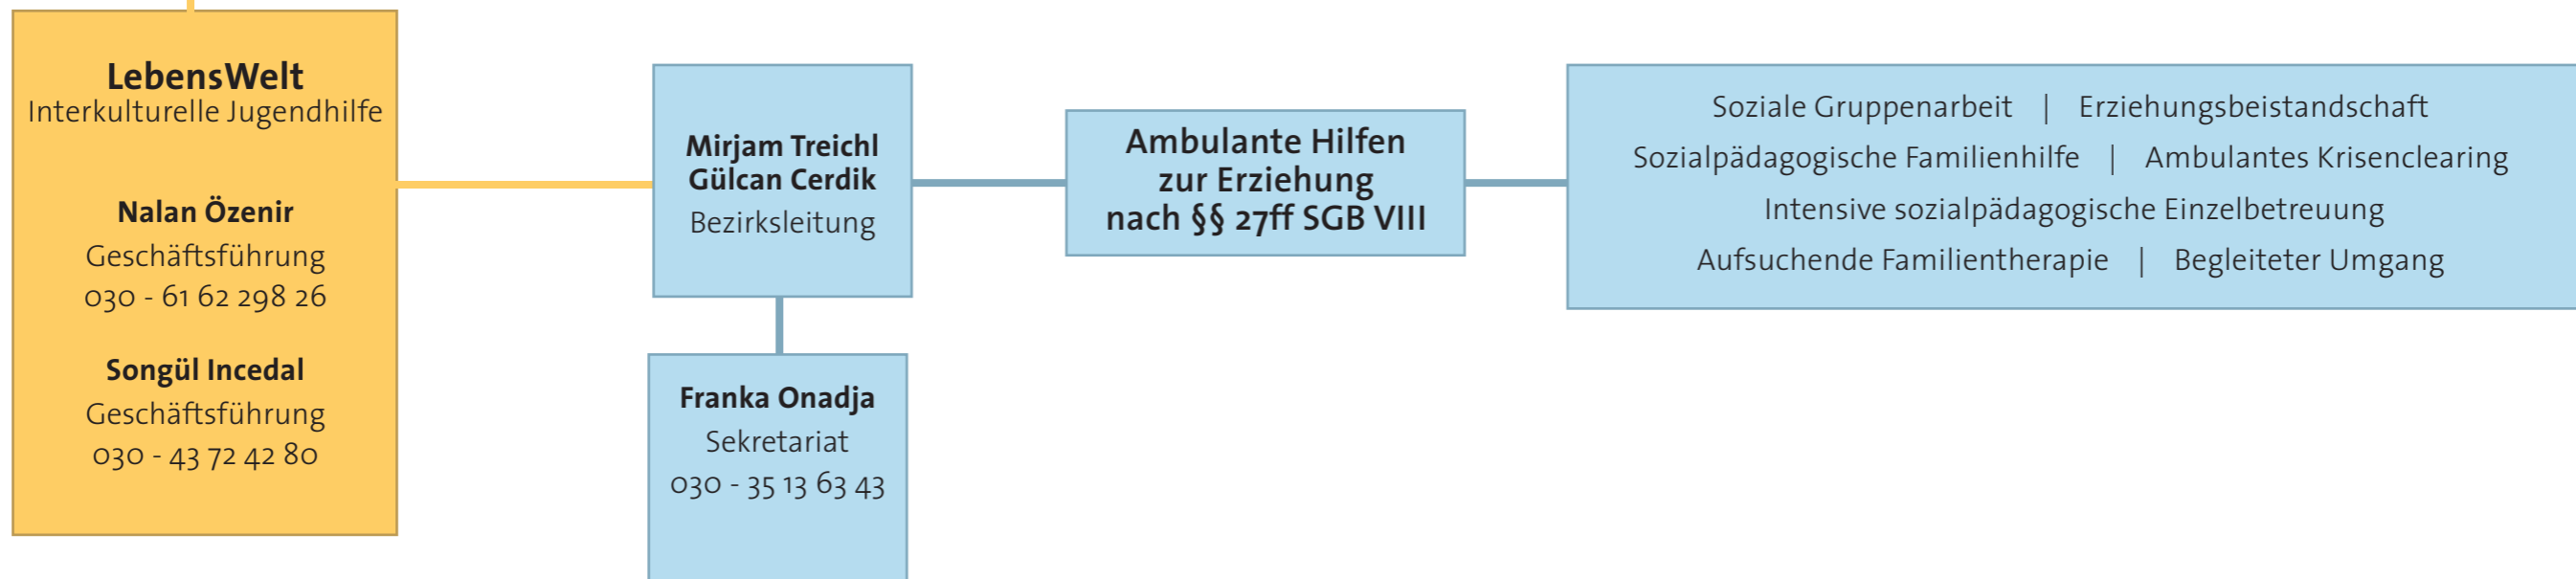 LebensWelt
Interkulturelle Jugendhilfe
Nalan Özenir
Geschäftsführung
030 - 61 62 298 26
Songül Incedal
Geschäftsführung
030 - 43 72 42 80
Mirjam Treichl
Gülcan Cerdik
Bezirksleitung
Franka Onadja
Sekretariat
030 - 35 13 63 43
Ambulante Hilfen
zur Erziehung
nach §§ 27ff SGB VIII
Soziale Gruppenarbeit | Erziehungsbeistandschaft
Sozialpädagogische Familienhilfe | Ambulantes Krisenclearing
Intensive sozialpädagogische Einzelbetreuung
Aufsuchende Familientherapie | Begleiteter Umgang